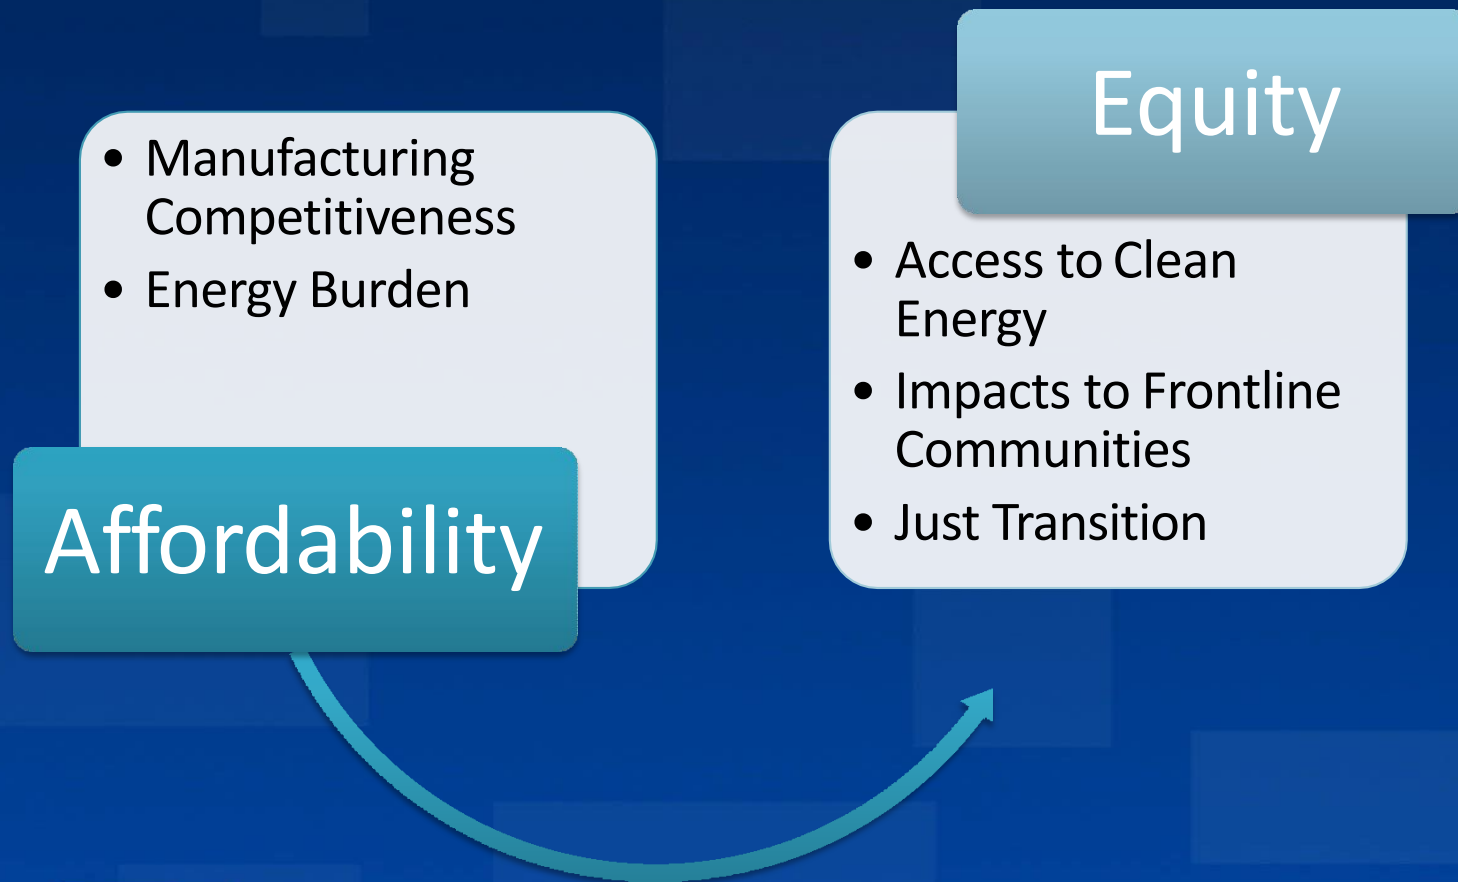 • Manufacturing
Competitiveness
• Energy Burden
Affordability
Equity
• Access to Clean
Energy
• Impacts to Frontline
Communities
• Just Transition